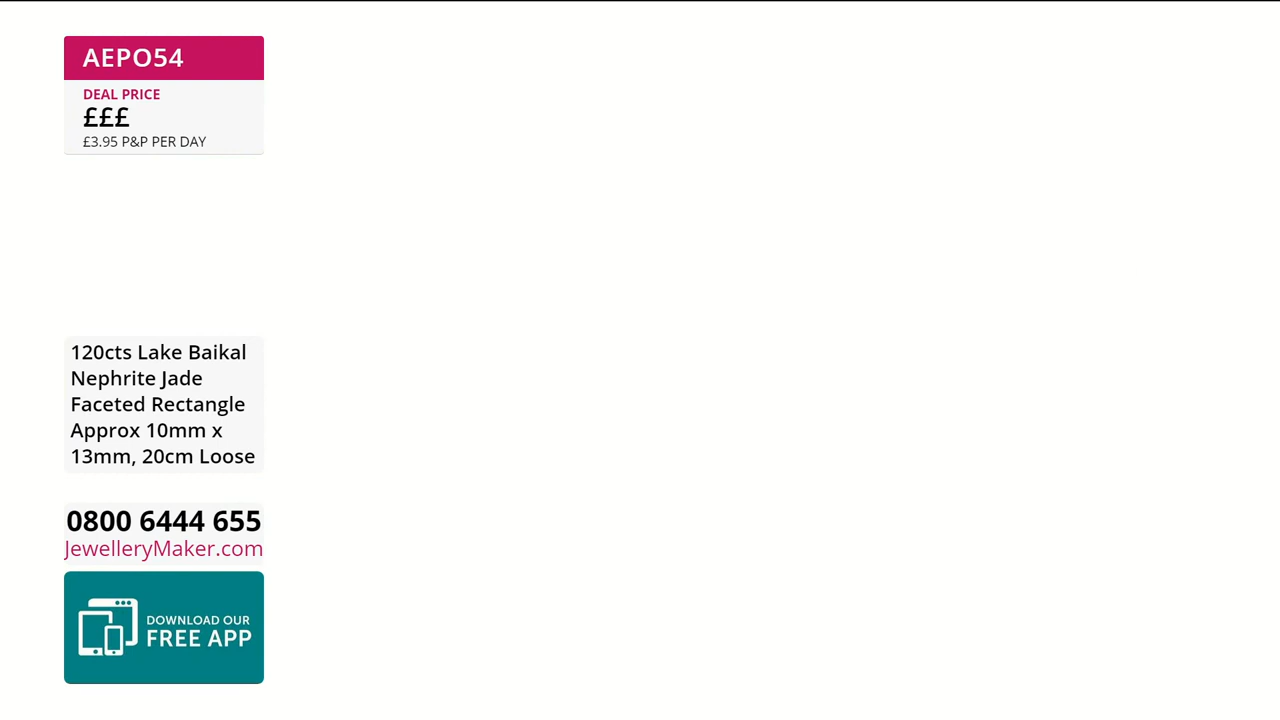 AEPO54
DEAL PRICE
£££
£3.95 P&P PER DAY
120cts Lake Baikal
Nephrite Jade
Faceted Rectangle
Approx 10mm x
13mm, 20cm Loose
0800 6444 655
JewelleryMaker.com
DOWNLOAD OUR
FREE APP